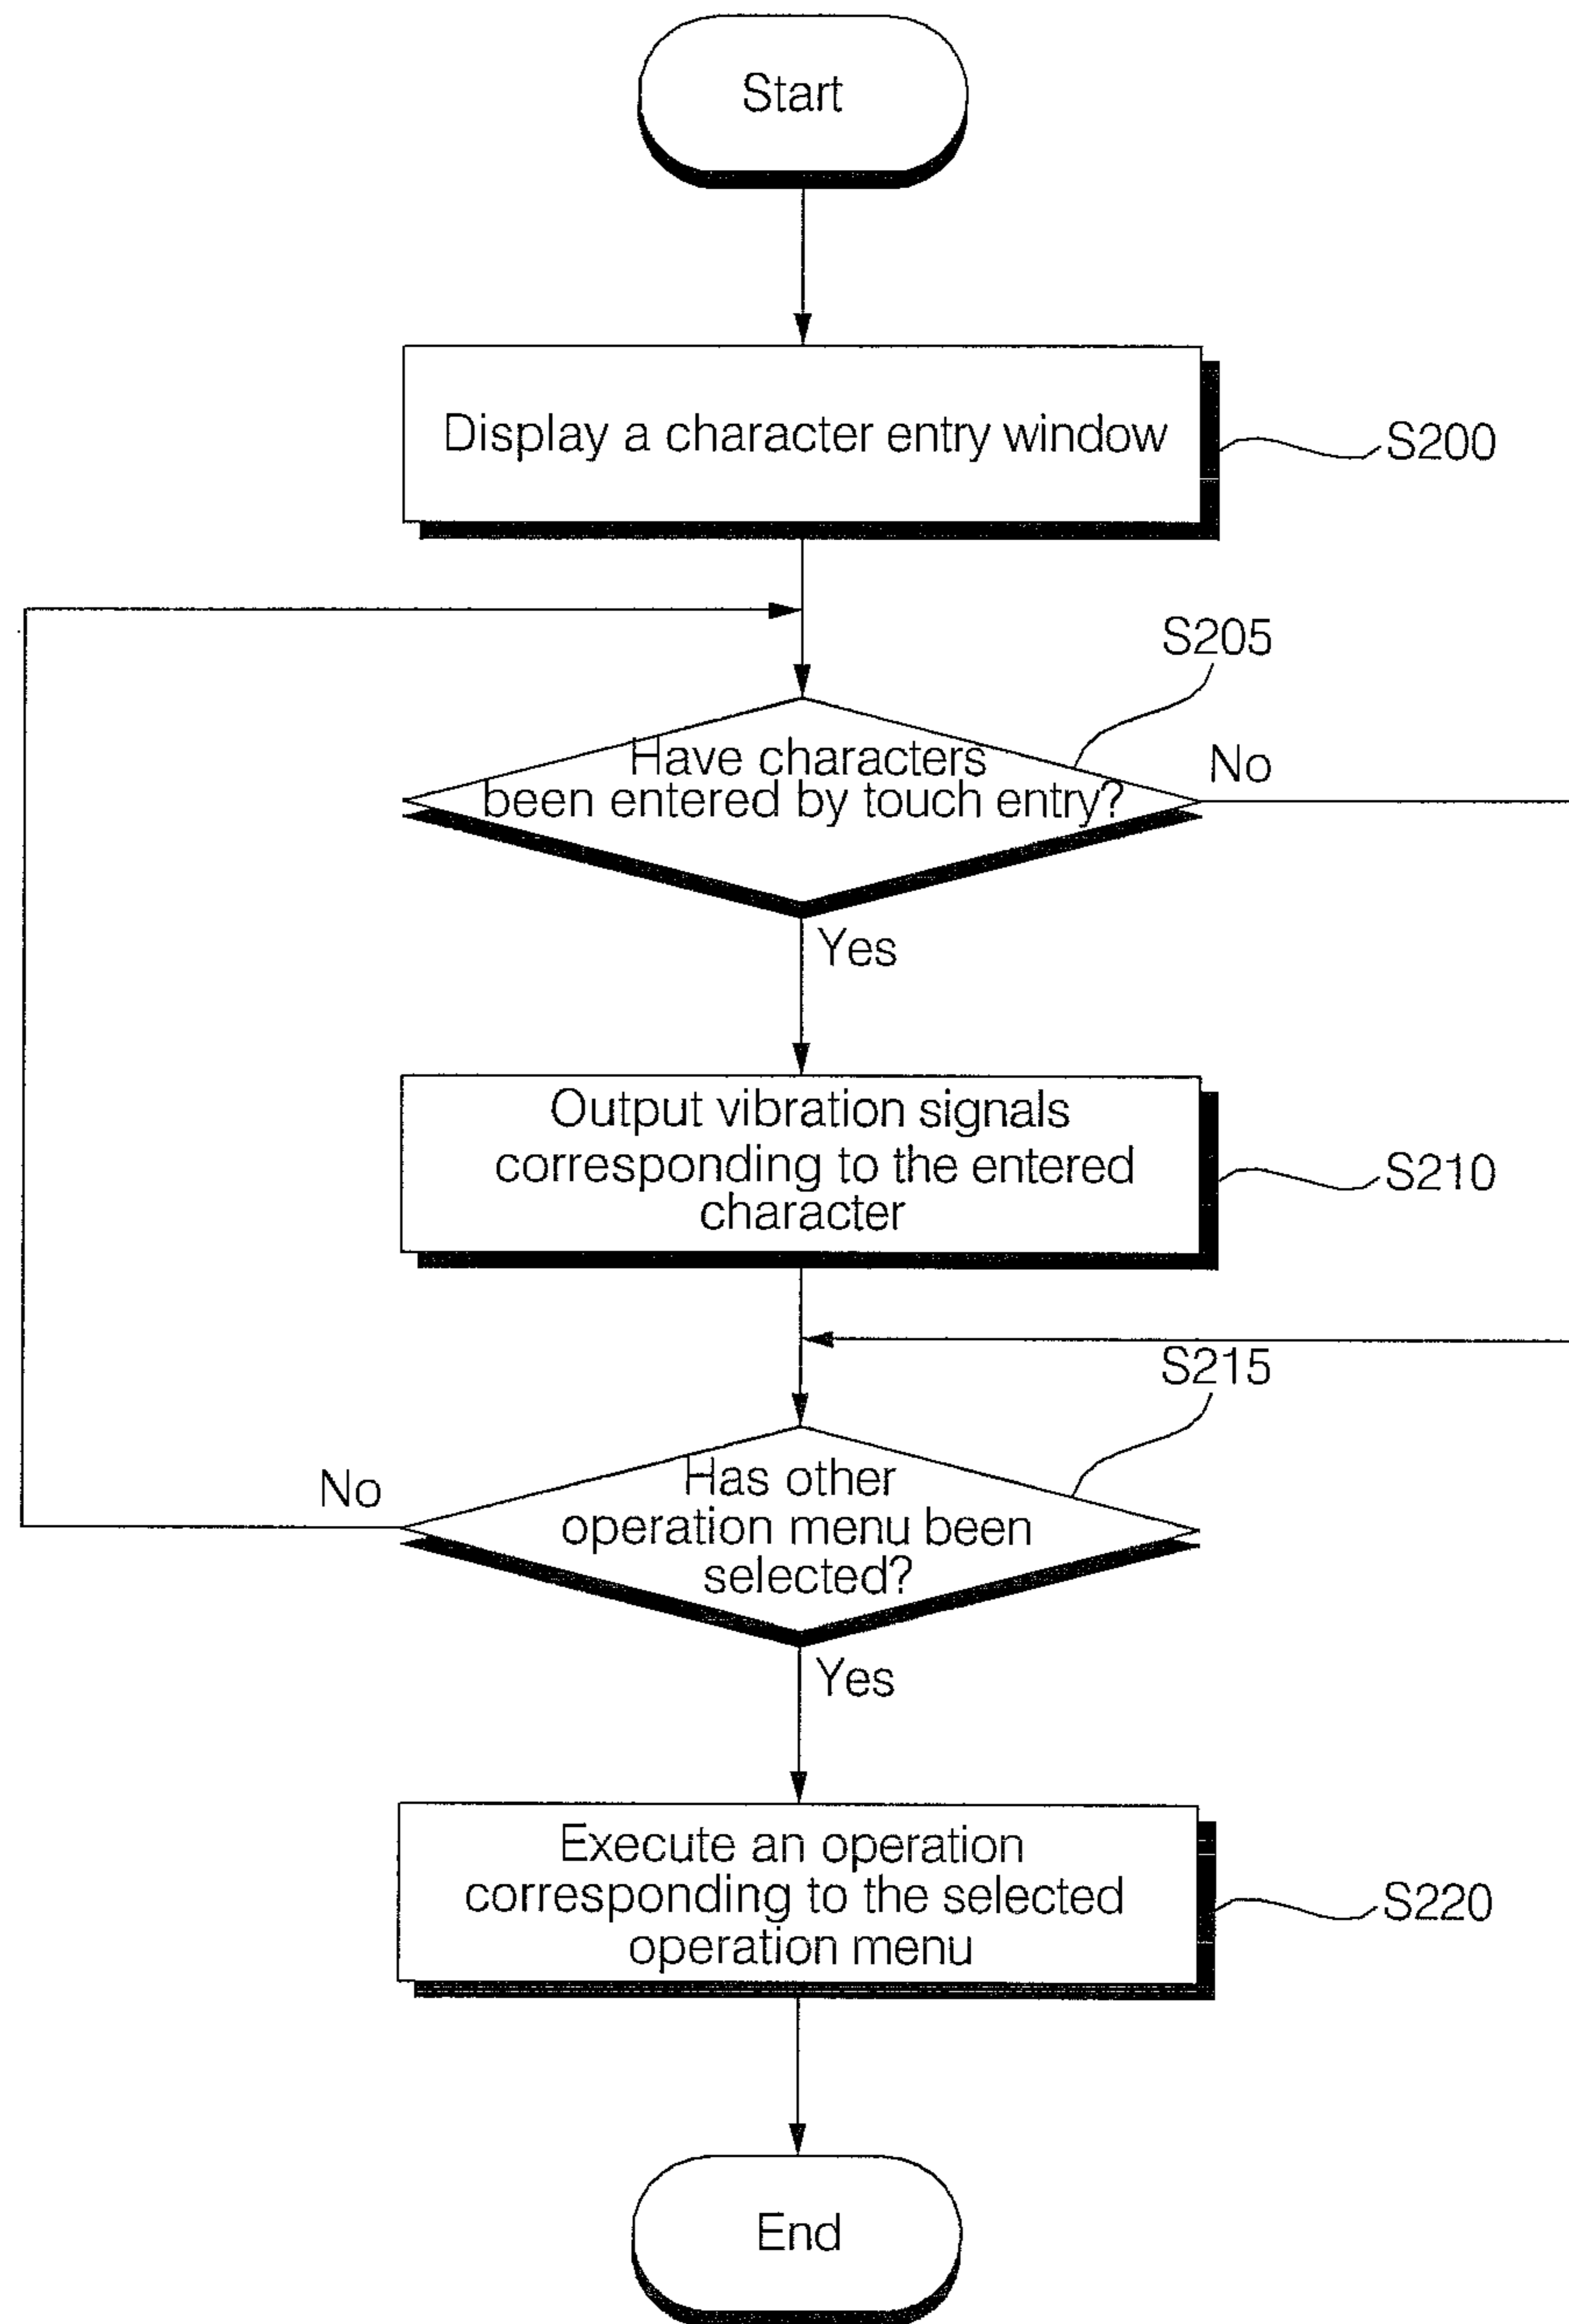 Start
Display a character entry window
S200
S205
Have characters
been entered by touch entry?
No
Yes
Output vibration signals
corresponding to the entered
character
S210
S215
Has other
operation menu been
selected?
No
Yes
Execute an operation
corresponding to the selected
operation menu
S220
End